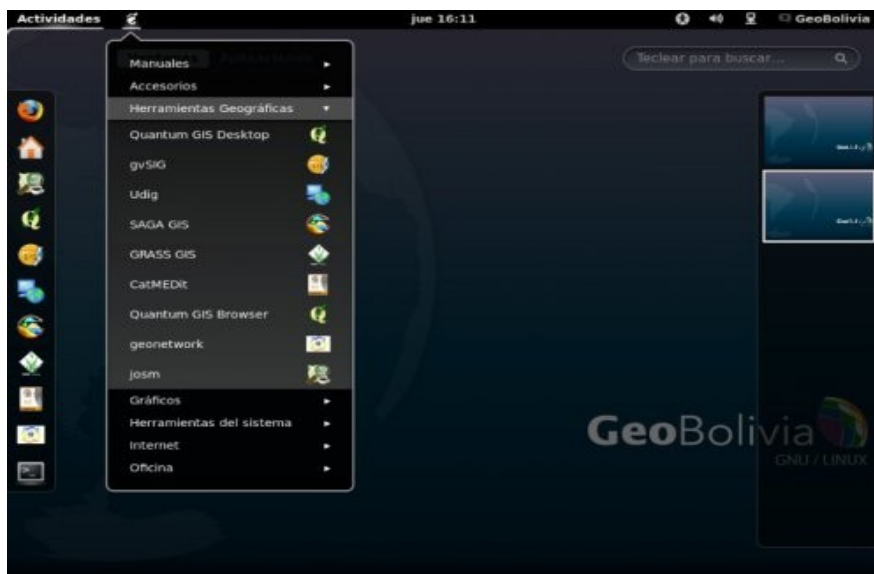 Actividades
jue 16:11
GeoBolivia
Teclear para buscar...
Manuales
Accesorios
Herramientas Geográficas
Quantum GIS Desktop
gvSIG
Udig
SAGA GIS
GRASS GIS
CatMEDit
Quantum GIS Browser
geonetwork
josm
Gráficos
Herramientas del sistema
Internet
Oficina
GeoBolivia
GNU / LINUX